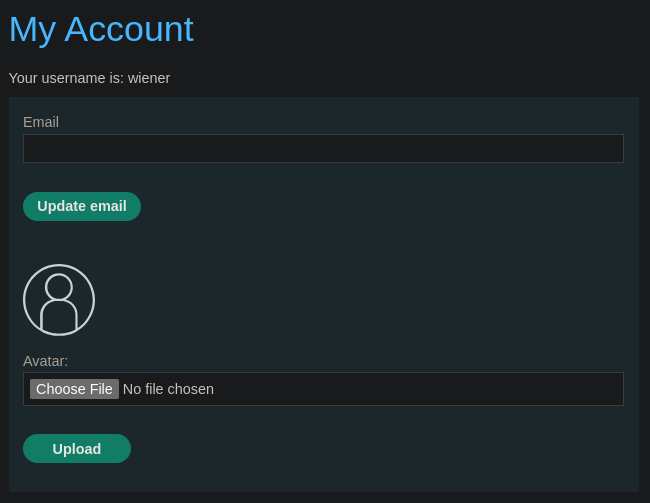 My Account
Your username is: wiener
Email
Update email
Avatar:
Choose File No file chosen
Upload